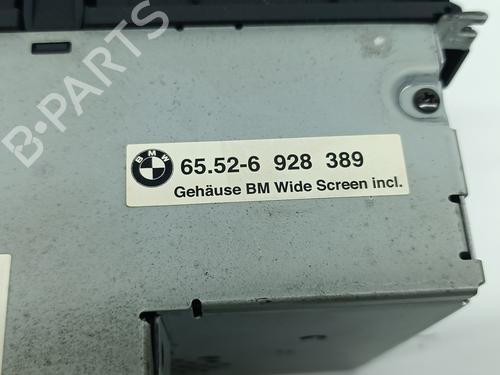 B-PARTS
BMW
65.52-6 928 389
Gehäuse BM Wide Screen incl.